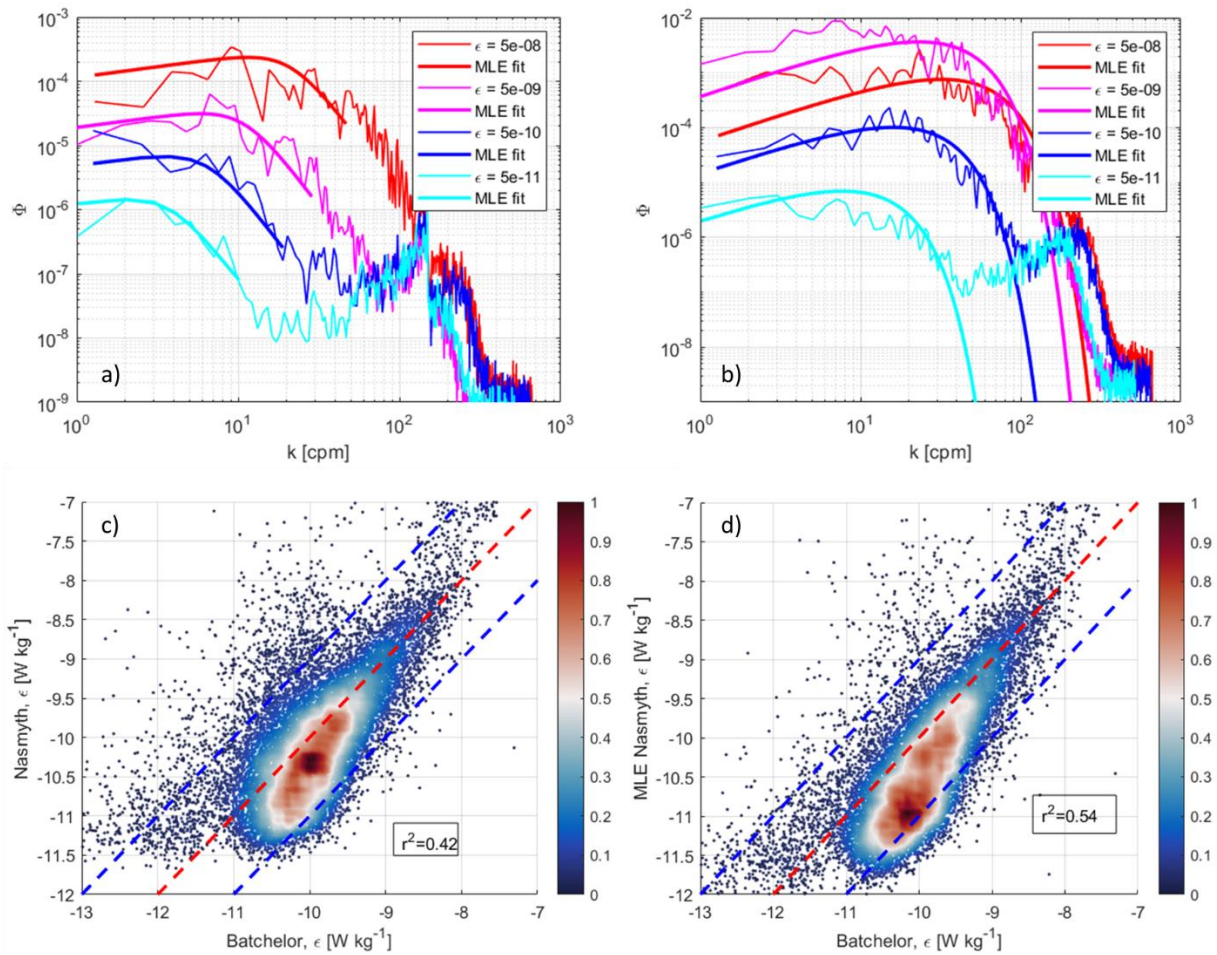 10⁻³
10⁻⁴
10⁻⁵
10⁻⁶
10⁻⁷
10⁻⁸
10⁻⁹
Φ
ϵ = 5e-08
MLE fit
ϵ = 5e-09
MLE fit
ϵ = 5e-10
MLE fit
ϵ = 5e-11
MLE fit
a)
10⁰
10¹
10²
10³
k [cpm]
10⁻²
10⁻⁴
10⁻⁶
10⁻⁸
Φ
ϵ = 5e-08
MLE fit
ϵ = 5e-09
MLE fit
ϵ = 5e-10
MLE fit
ϵ = 5e-11
MLE fit
b)
10⁰
10¹
10²
10³
k [cpm]
c)
-7
-7.5
-8
-8.5
-9
-9.5
-10
-10.5
-11
-11.5
-12
Nasmyth, ϵ [W kg⁻¹]
r²=0.42
-13
-12
-11
-10
-9
-8
-7
Batchelor, ϵ [W kg⁻¹]
1
0.9
0.8
0.7
0.6
0.5
0.4
0.3
0.2
0.1
0
d)
-7
-7.5
-8
-8.5
-9
-9.5
-10
-10.5
-11
-11.5
-12
MLE Nasmyth, ϵ [W kg⁻¹]
r²=0.54
-13
-12
-11
-10
-9
-8
-7
Batchelor, ϵ [W kg⁻¹]
1
0.9
0.8
0.7
0.6
0.5
0.4
0.3
0.2
0.1
0